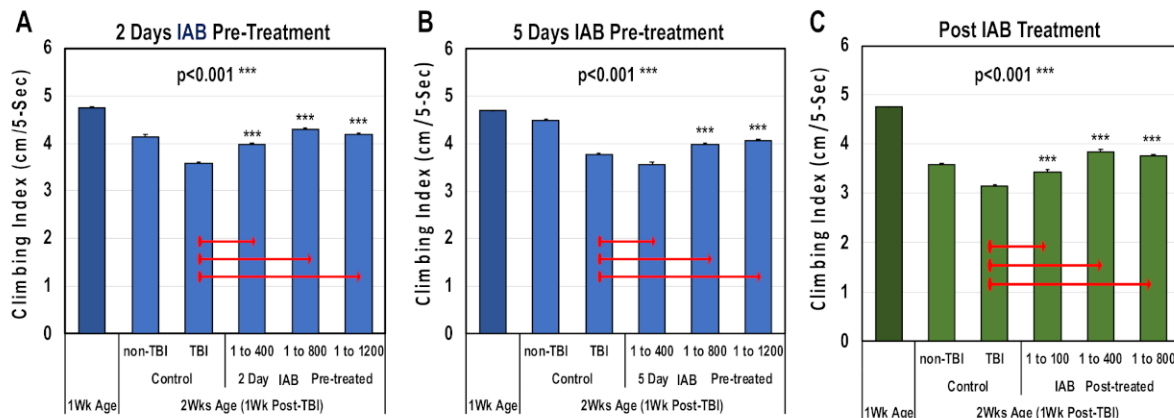 A
2 Days IAB Pre-Treatment
p<0.001 ***
Climbing Index (cm/5-Sec)
6
5
4
3
2
1
0
***
***
***
non-TBI TBI 1 to 400 1 to 800 1 to 1200
Control 2 Day IAB Pre-treated
1Wk Age 2Wks Age (1Wk Post-TBI)
B
5 Days IAB Pre-treatment
p<0.001 ***
Climbing Index (cm/5-Sec)
6
5
4
3
2
1
0
***
***
non-TBI TBI 1 to 400 1 to 800 1 to 1200
Control 5 Day IAB Pre-treated
1Wk Age 2Wks Age (1Wk Post-TBI)
C
Post IAB Treatment
p<0.001 ***
Climbing Index (cm/5-Sec)
6
5
4
3
2
1
0
***
***
***
non-TBI TBI 1 to 100 1 to 400 1 to 800
Control IAB Post-treated
1Wk Age 2Wks Age (1Wk Post-TBI)